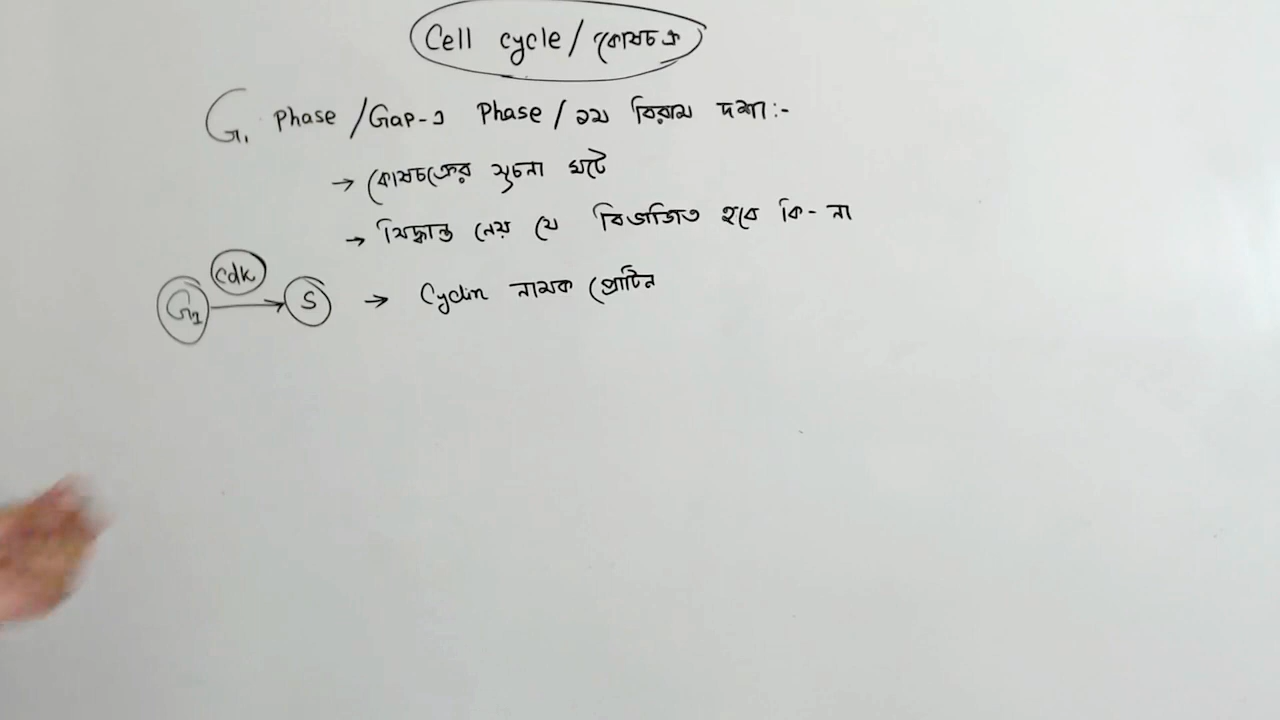 Cell cycle / কোষচক্র
G₁ Phase / Gap-১ Phase / ১ম বিরাম দশা:-
→ কোষচক্রের সূচনা ঘটে
→ সিদ্ধান্ত নেয় যে বিভাজিত হবে কি-না
cdk
G₁ → S → Cyclin নামক প্রোটিন